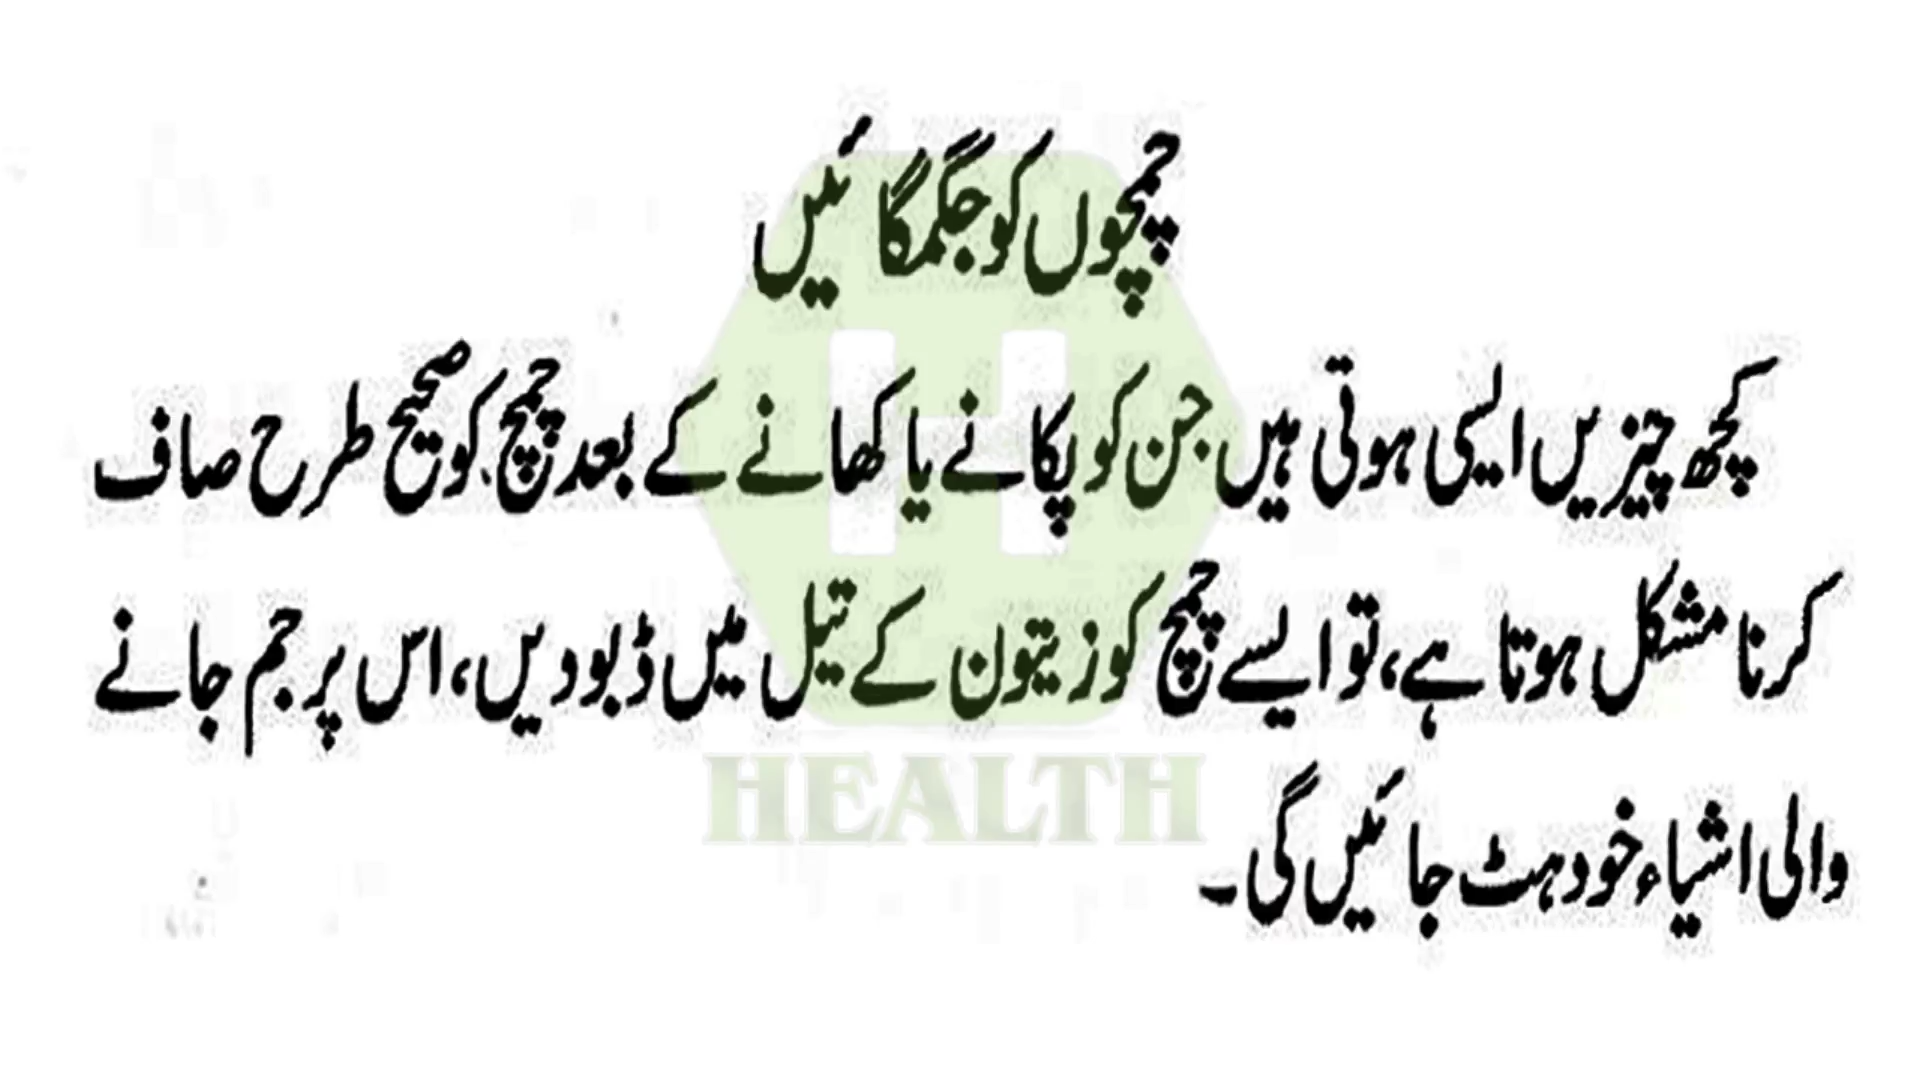 چمچوں کو جگمگائیں
کچھ چیزیں ایسی ہوتی ہیں جن کو پکانے یا کھانے کے بعد چمچ کو صحیح طرح صاف
کرنا مشکل ہوتا ہے، تو ایسے چمچ کو زیتون کے تیل میں ڈبو دیں، اس پر جم جانے
والی اشیاء خود ہٹ جائیں گی۔
H
HEALTH